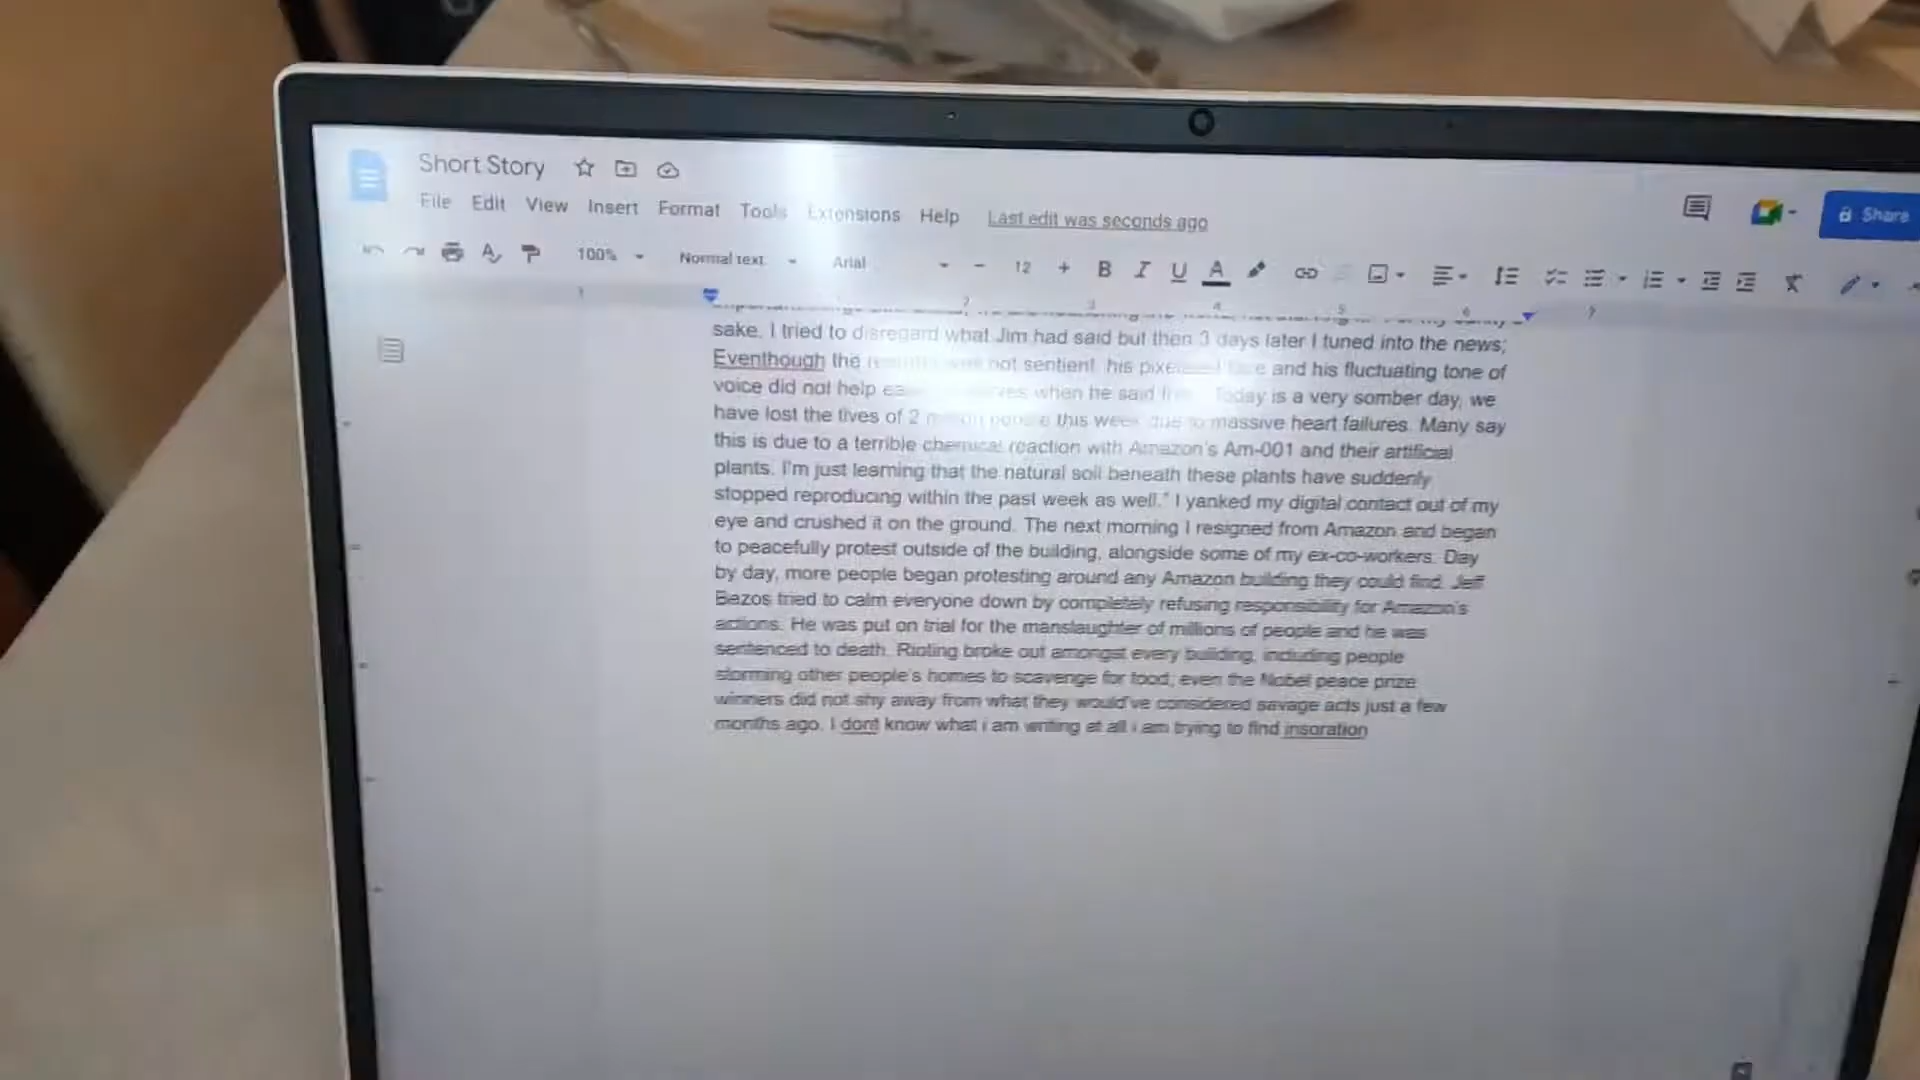 Short Story
File Edit View Insert Format Tools Extensions Help Last edit was seconds ago
Share
100% Normal text Arial 12 B I U A
1 2 3 4 5 6 7
sake. I tried to disregard what Jim had said but then 3 days later I tuned into the news;
Eventhough the not sentient, his and his fluctuating tone of
voice did not help when he said Today is a very somber day, we
have lost the lives of 2 million people this week due to massive heart failures. Many say
this is due to a terrible chemical reaction with Amazon's Am-001 and their artificial
plants. I'm just learning that the natural soil beneath these plants have suddenly
stopped reproducing within the past week as well." I yanked my digital contact out of my
eye and crushed it on the ground. The next morning I resigned from Amazon and began
to peacefully protest outside of the building, alongside some of my ex-co-workers. Day
by day, more people began protesting around any Amazon building they could find. Jeff
Bezos tried to calm everyone down by completely refusing responsibility for Amazon's
actions. He was put on trial for the manslaughter of millions of people and he was
sentenced to death. Rioting broke out amongst every building, including people
storming other people's homes to scavenge for food; even the Nobel peace prize
winners did not shy away from what they would've considered savage acts just a few
months ago. I dont know what i am writing at all i am trying to find insoration